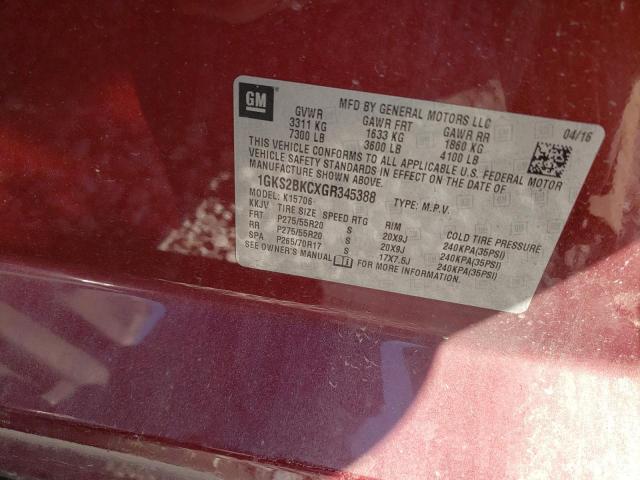 GM
MFD BY GENERAL MOTORS LLC 04/16
GVWR GAWR FRT GAWR RR
3311 KG 1633 KG 1860 KG
7300 LB 3600 LB 4100 LB
THIS VEHICLE CONFORMS TO ALL APPLICABLE U.S. FEDERAL MOTOR
VEHICLE SAFETY STANDARDS IN EFFECT ON THE DATE OF
MANUFACTURE SHOWN ABOVE.
1GKS2BKCXGR345388 TYPE: M.P.V.
MODEL: K15706
KKJV TIRE SIZE SPEED RTG RIM COLD TIRE PRESSURE
FRT P275/55R20 S 20X9J 240KPA(35PSI)
RR P275/55R20 S 20X9J 240KPA(35PSI)
SPA P265/70R17 S 17X7.5J 240KPA(35PSI)
SEE OWNER'S MANUAL FOR MORE INFORMATION.